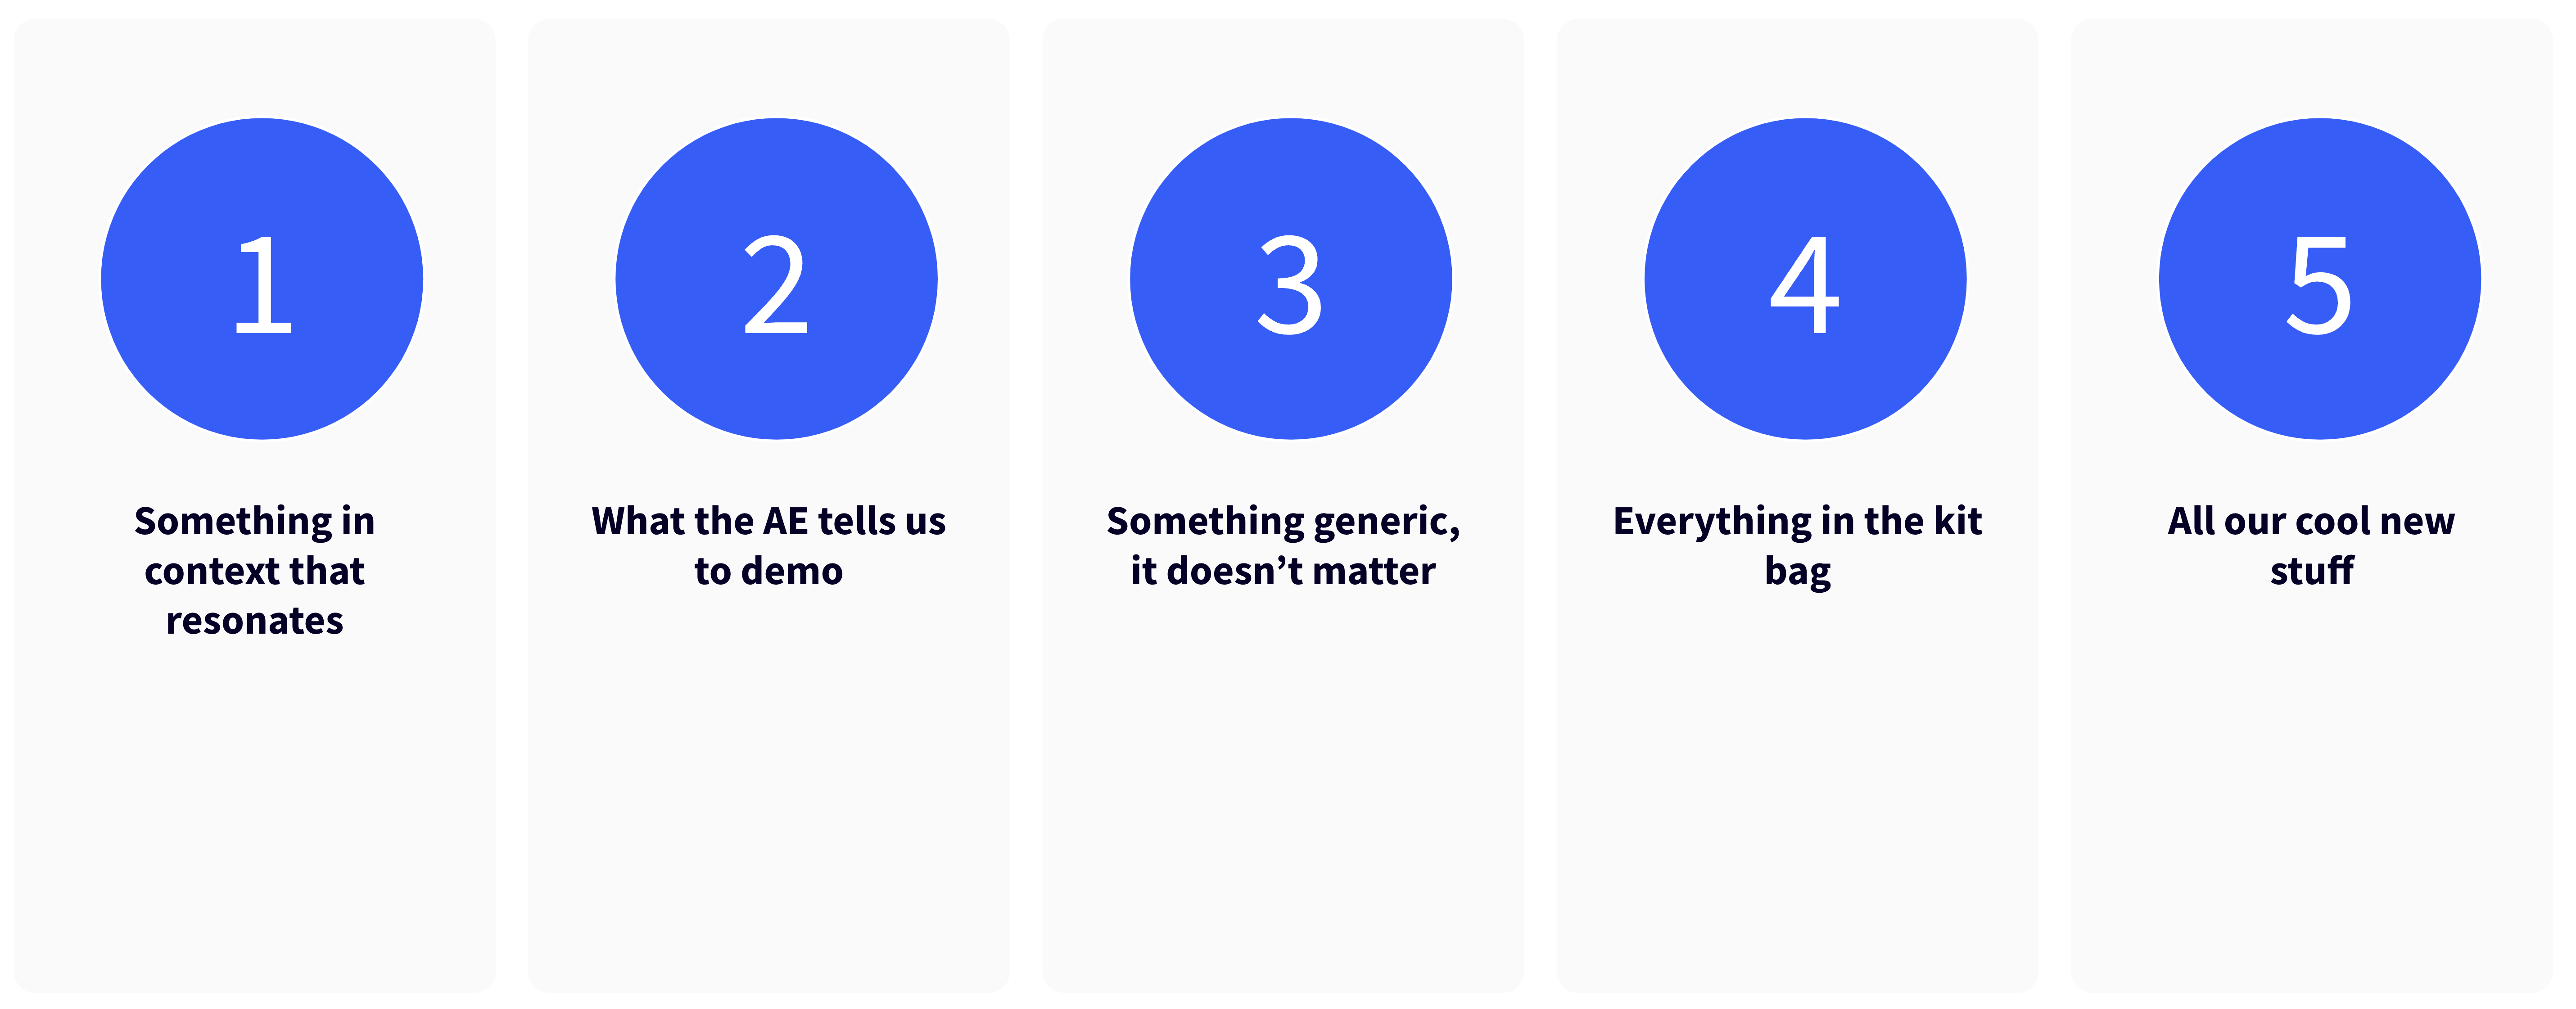 1
Something in
context that
resonates
2
What the AE tells us
to demo
3
Something generic,
it doesn’t matter
4
Everything in the kit
bag
5
All our cool new
stuff